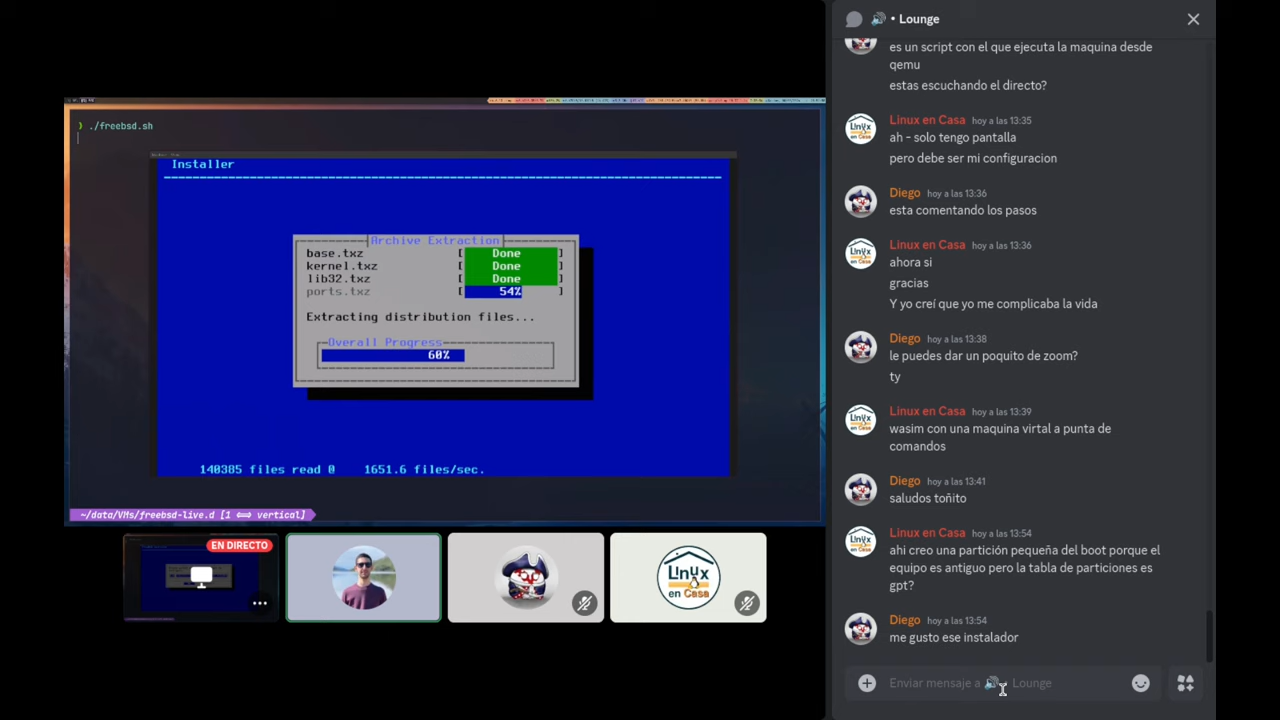 ❭ ./freebsd.sh
Installer
Archive Extraction
base.txz [ Done ]
kernel.txz [ Done ]
lib32.txz [ Done ]
ports.txz [ 54% ]
Extracting distribution files...
Overall Progress
60%
140385 files read @ 1651.6 files/sec.
~/data/VMs/freebsd-live.d [1 ⟺ vertical]
EN DIRECTO
Linux
en Casa
🔊 • Lounge
es un script con el que ejecuta la maquina desde
qemu
estas escuchando el directo?
Linux en Casa hoy a las 13:35
ah - solo tengo pantalla
pero debe ser mi configuracion
Diego hoy a las 13:36
esta comentando los pasos
Linux en Casa hoy a las 13:36
ahora si
gracias
Y yo creí que yo me complicaba la vida
Diego hoy a las 13:38
le puedes dar un poquito de zoom?
ty
Linux en Casa hoy a las 13:39
wasim con una maquina virtal a punta de
comandos
Diego hoy a las 13:41
saludos toñito
Linux en Casa hoy a las 13:54
ahi creo una partición pequeña del boot porque el
equipo es antiguo pero la tabla de particiones es
gpt?
Diego hoy a las 13:54
me gusto ese instalador
Enviar mensaje a 🔊 Lounge